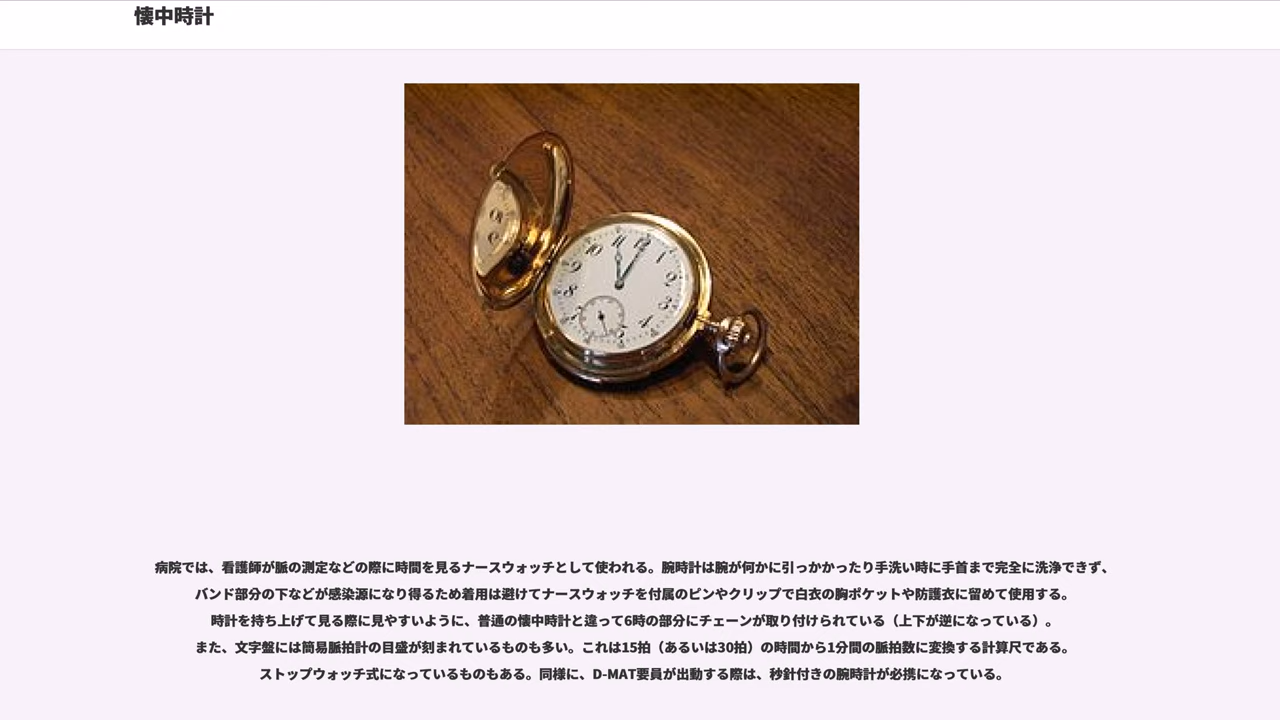 懐中時計
11
12
10
1
9
2
8
3
4
病院では、看護師が脈の測定などの際に時間を見るナースウォッチとして使われる。腕時計は腕が何かに引っかかったり手洗い時に手首まで完全に洗浄できず、
バンド部分の下などが感染源になり得るため着用は避けてナースウォッチを付属のピンやクリップで白衣の胸ポケットや防護衣に留めて使用する。
時計を持ち上げて見る際に見やすいように、普通の懐中時計と違って6時の部分にチェーンが取り付けられている（上下が逆になっている）。
また、文字盤には簡易脈拍計の目盛が刻まれているものも多い。これは15拍（あるいは30拍）の時間から1分間の脈拍数に変換する計算尺である。
ストップウォッチ式になっているものもある。同様に、D-MAT要員が出動する際は、秒針付きの腕時計が必携になっている。